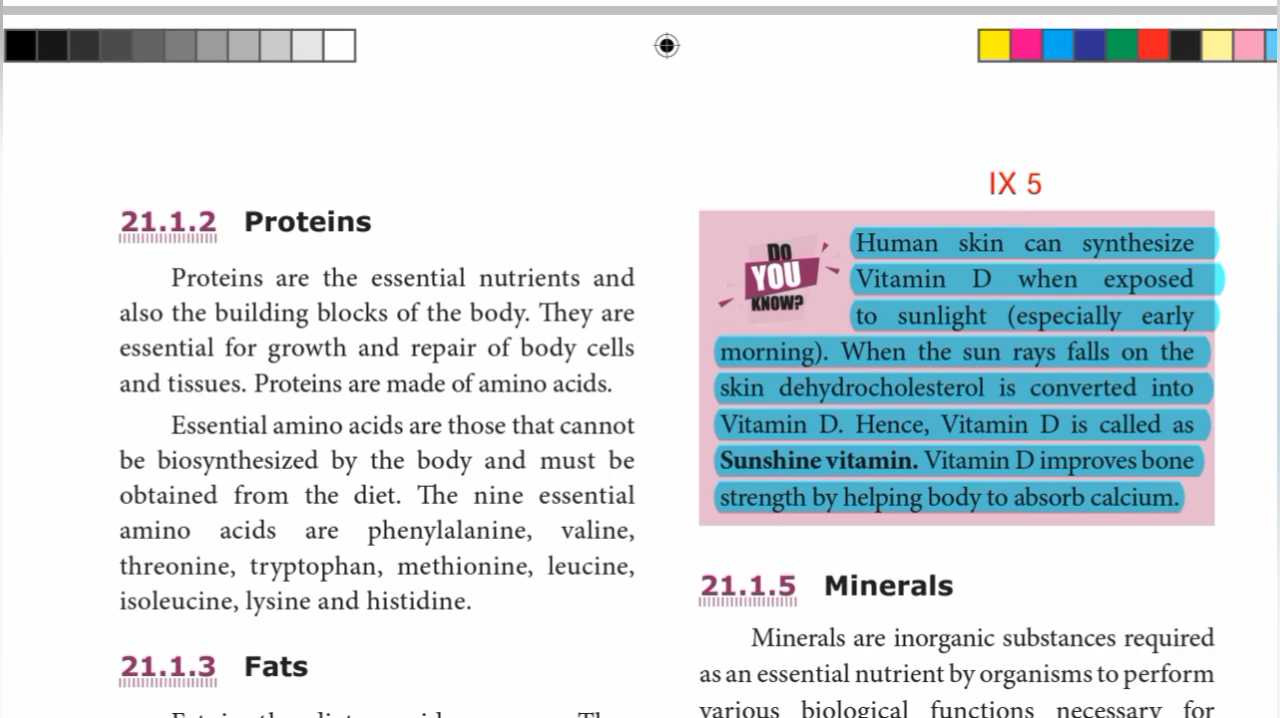 21.1.2 Proteins
Proteins are the essential nutrients and
also the building blocks of the body. They are
essential for growth and repair of body cells
and tissues. Proteins are made of amino acids.
Essential amino acids are those that cannot
be biosynthesized by the body and must be
obtained from the diet. The nine essential
amino acids are phenylalanine, valine,
threonine, tryptophan, methionine, leucine,
isoleucine, lysine and histidine.
21.1.3 Fats
IX 5
DO
YOU
KNOW?
Human skin can synthesize
Vitamin D when exposed
to sunlight (especially early
morning). When the sun rays falls on the
skin dehydrocholesterol is converted into
Vitamin D. Hence, Vitamin D is called as
Sunshine vitamin. Vitamin D improves bone
strength by helping body to absorb calcium.
21.1.5 Minerals
Minerals are inorganic substances required
as an essential nutrient by organisms to perform
various biological functions necessary for